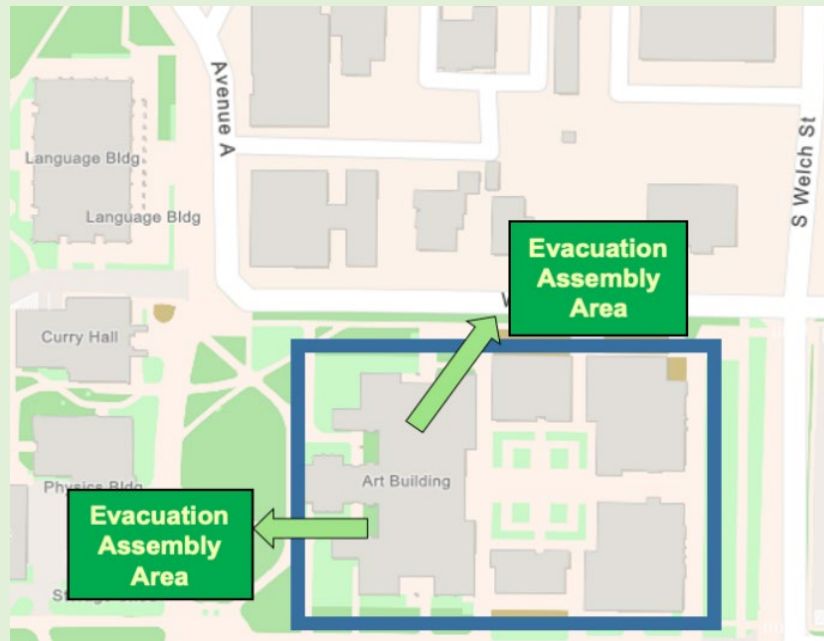 Avenue A
S Welch St
Language Bldg
Language Bldg
Evacuation
Assembly
Area
Curry Hall
Art Building
Physics Bldg
Evacuation
Assembly
Area